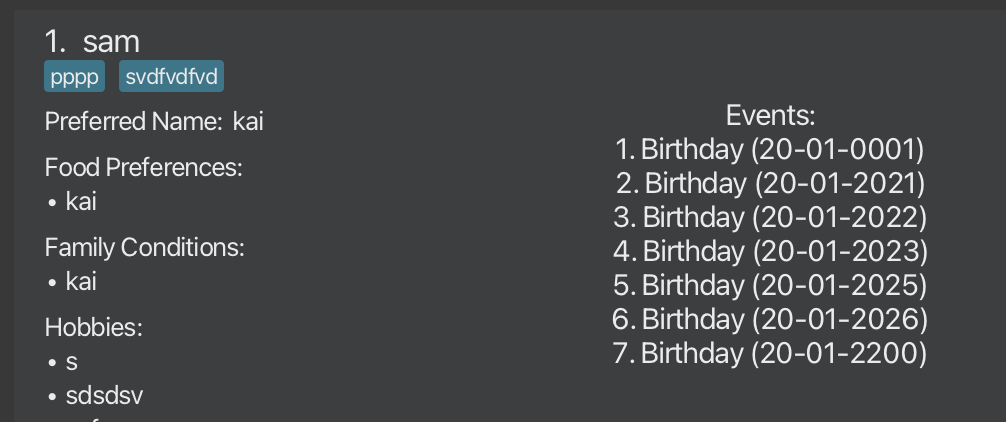 1. sam
pppp svdfvdfvd
Preferred Name: kai
Food Preferences:
• kai
Family Conditions:
• kai
Hobbies:
• s
• sdsdsv
Events:
1. Birthday (20-01-0001)
2. Birthday (20-01-2021)
3. Birthday (20-01-2022)
4. Birthday (20-01-2023)
5. Birthday (20-01-2025)
6. Birthday (20-01-2026)
7. Birthday (20-01-2200)